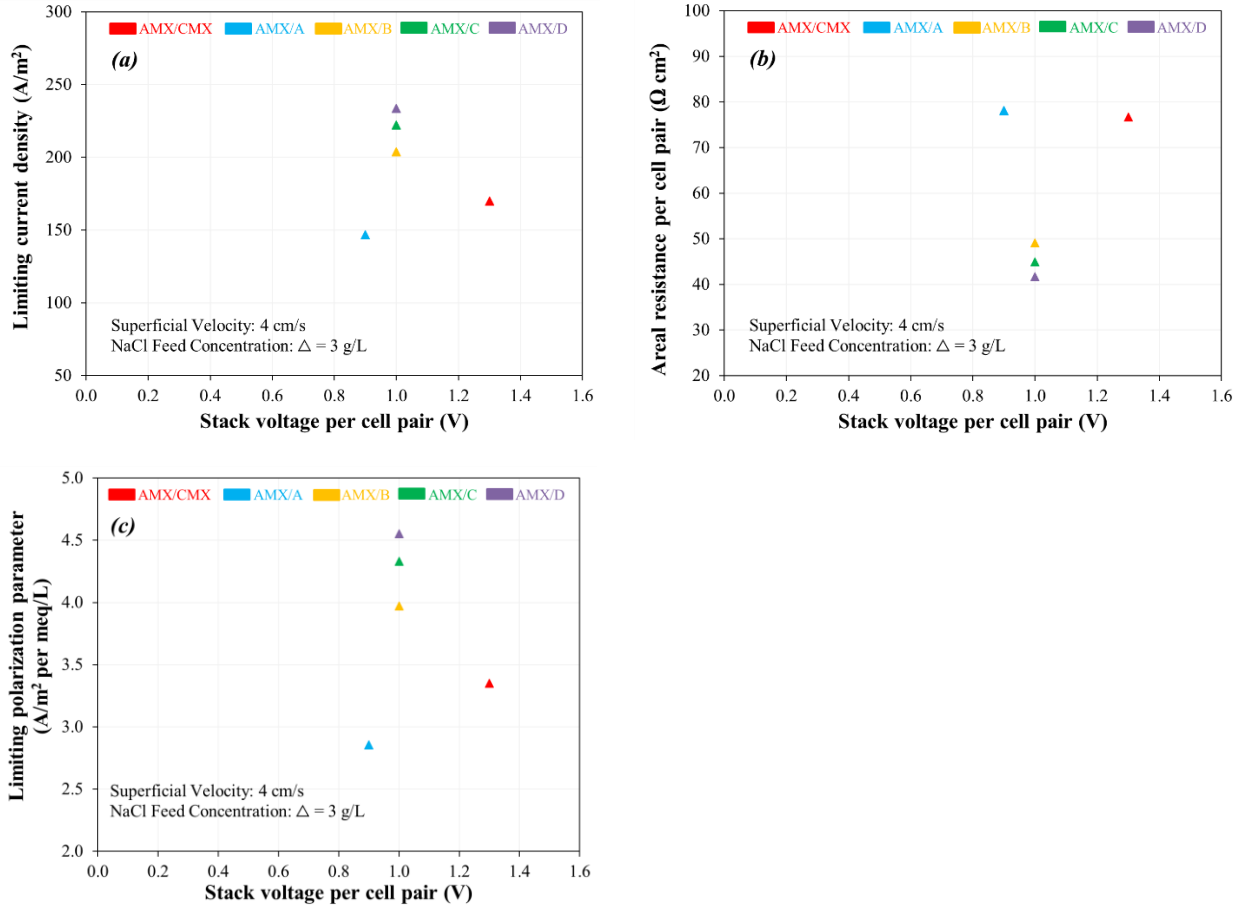 AMX/CMX AMX/A AMX/B AMX/C AMX/D
(a)
300
250
200
150
100
50
Limiting current density (A/m²)
Superficial Velocity: 4 cm/s
NaCl Feed Concentration: △ = 3 g/L
0.0 0.2 0.4 0.6 0.8 1.0 1.2 1.4 1.6
Stack voltage per cell pair (V)
AMX/CMX AMX/A AMX/B AMX/C AMX/D
(b)
100
90
80
70
60
50
40
30
20
Areal resistance per cell pair (Ω cm²)
Superficial Velocity: 4 cm/s
NaCl Feed Concentration: △ = 3 g/L
0.0 0.2 0.4 0.6 0.8 1.0 1.2 1.4 1.6
Stack voltage per cell pair (V)
AMX/CMX AMX/A AMX/B AMX/C AMX/D
(c)
5.0
4.5
4.0
3.5
3.0
2.5
2.0
Limiting polarization parameter
(A/m² per meq/L)
Superficial Velocity: 4 cm/s
NaCl Feed Concentration: △ = 3 g/L
0.0 0.2 0.4 0.6 0.8 1.0 1.2 1.4 1.6
Stack voltage per cell pair (V)